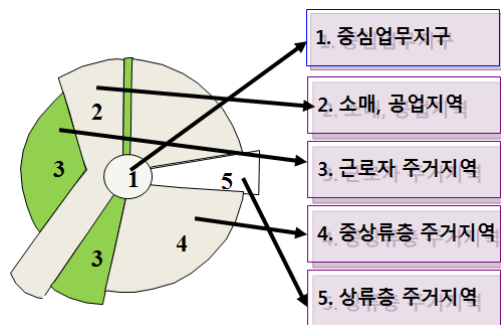 1. 중심업무지구
2. 소매, 공업지역
3. 근로자 주거지역
4, 중상류층 주거지역
5. 상류층 주거지역
1
2
3
3
4
5